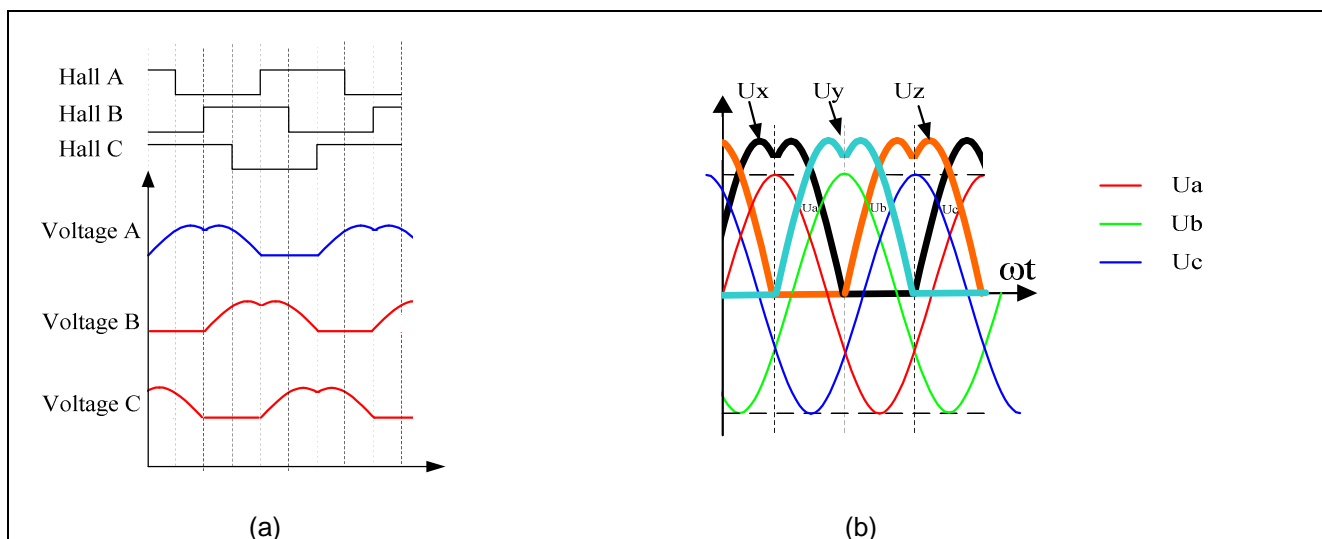 Hall A
Hall B
Hall C
Voltage A
Voltage B
Voltage C
(a)
Ux Uy Uz
Ua Ub Uc
ωt
Ua
Ub
Uc
(b)